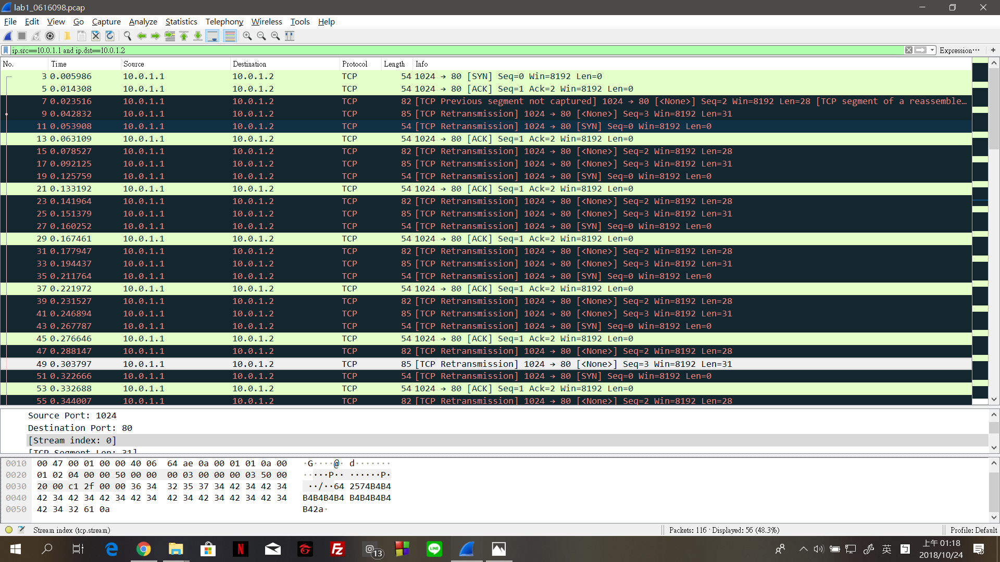 lab1_0616098.pcap
File Edit View Go Capture Analyze Statistics Telephony Wireless Tools Help
ip.src==10.0.1.1 and ip.dst==10.0.1.2 Expression… +
No. Time Source Destination Protocol Length Info
3 0.005986 10.0.1.1 10.0.1.2 TCP 54 1024 → 80 [SYN] Seq=0 Win=8192 Len=0
5 0.014308 10.0.1.1 10.0.1.2 TCP 54 1024 → 80 [ACK] Seq=1 Ack=2 Win=8192 Len=0
7 0.023516 10.0.1.1 10.0.1.2 TCP 82 [TCP Previous segment not captured] 1024 → 80 [<None>] Seq=2 Win=8192 Len=28 [TCP segment of a reassemble…
9 0.042832 10.0.1.1 10.0.1.2 TCP 85 [TCP Retransmission] 1024 → 80 [<None>] Seq=3 Win=8192 Len=31
11 0.053908 10.0.1.1 10.0.1.2 TCP 54 [TCP Retransmission] 1024 → 80 [SYN] Seq=0 Win=8192 Len=0
13 0.063109 10.0.1.1 10.0.1.2 TCP 54 1024 → 80 [ACK] Seq=1 Ack=2 Win=8192 Len=0
15 0.078527 10.0.1.1 10.0.1.2 TCP 82 [TCP Retransmission] 1024 → 80 [<None>] Seq=2 Win=8192 Len=28
17 0.092125 10.0.1.1 10.0.1.2 TCP 85 [TCP Retransmission] 1024 → 80 [<None>] Seq=3 Win=8192 Len=31
19 0.125759 10.0.1.1 10.0.1.2 TCP 54 [TCP Retransmission] 1024 → 80 [SYN] Seq=0 Win=8192 Len=0
21 0.133192 10.0.1.1 10.0.1.2 TCP 54 1024 → 80 [ACK] Seq=1 Ack=2 Win=8192 Len=0
23 0.141964 10.0.1.1 10.0.1.2 TCP 82 [TCP Retransmission] 1024 → 80 [<None>] Seq=2 Win=8192 Len=28
25 0.151379 10.0.1.1 10.0.1.2 TCP 85 [TCP Retransmission] 1024 → 80 [<None>] Seq=3 Win=8192 Len=31
27 0.160252 10.0.1.1 10.0.1.2 TCP 54 [TCP Retransmission] 1024 → 80 [SYN] Seq=0 Win=8192 Len=0
29 0.167461 10.0.1.1 10.0.1.2 TCP 54 1024 → 80 [ACK] Seq=1 Ack=2 Win=8192 Len=0
31 0.177947 10.0.1.1 10.0.1.2 TCP 82 [TCP Retransmission] 1024 → 80 [<None>] Seq=2 Win=8192 Len=28
33 0.194437 10.0.1.1 10.0.1.2 TCP 85 [TCP Retransmission] 1024 → 80 [<None>] Seq=3 Win=8192 Len=31
35 0.211764 10.0.1.1 10.0.1.2 TCP 54 [TCP Retransmission] 1024 → 80 [SYN] Seq=0 Win=8192 Len=0
37 0.221972 10.0.1.1 10.0.1.2 TCP 54 1024 → 80 [ACK] Seq=1 Ack=2 Win=8192 Len=0
39 0.231527 10.0.1.1 10.0.1.2 TCP 82 [TCP Retransmission] 1024 → 80 [<None>] Seq=2 Win=8192 Len=28
41 0.246894 10.0.1.1 10.0.1.2 TCP 85 [TCP Retransmission] 1024 → 80 [<None>] Seq=3 Win=8192 Len=31
43 0.267787 10.0.1.1 10.0.1.2 TCP 54 [TCP Retransmission] 1024 → 80 [SYN] Seq=0 Win=8192 Len=0
45 0.276646 10.0.1.1 10.0.1.2 TCP 54 1024 → 80 [ACK] Seq=1 Ack=2 Win=8192 Len=0
47 0.288147 10.0.1.1 10.0.1.2 TCP 82 [TCP Retransmission] 1024 → 80 [<None>] Seq=2 Win=8192 Len=28
49 0.303797 10.0.1.1 10.0.1.2 TCP 85 [TCP Retransmission] 1024 → 80 [<None>] Seq=3 Win=8192 Len=31
51 0.322666 10.0.1.1 10.0.1.2 TCP 54 [TCP Retransmission] 1024 → 80 [SYN] Seq=0 Win=8192 Len=0
53 0.332688 10.0.1.1 10.0.1.2 TCP 54 1024 → 80 [ACK] Seq=1 Ack=2 Win=8192 Len=0
55 0.344007 10.0.1.1 10.0.1.2 TCP 82 [TCP Retransmission] 1024 → 80 [<None>] Seq=2 Win=8192 Len=28
Source Port: 1024
Destination Port: 80
[Stream index: 0]
[TCP Segment Len: 31]
0010 00 47 00 01 00 00 40 06 64 ae 0a 00 01 01 0a 00 ·G····@· d·······
0020 01 02 04 00 00 50 00 00 00 03 00 00 00 03 50 00 ·····P·· ······P·
0030 20 00 c1 2f 00 00 36 34 32 35 37 34 42 34 42 34 ··/··64 2574B4B4
0040 42 34 42 34 42 34 42 34 42 34 42 34 42 34 42 34 B4B4B4B4 B4B4B4B4
0050 42 34 32 61 0a B42a·
Stream index (tcp.stream) Packets: 116 · Displayed: 56 (48.3%) Profile: Default
13
英
上午 01:18
2018/10/24